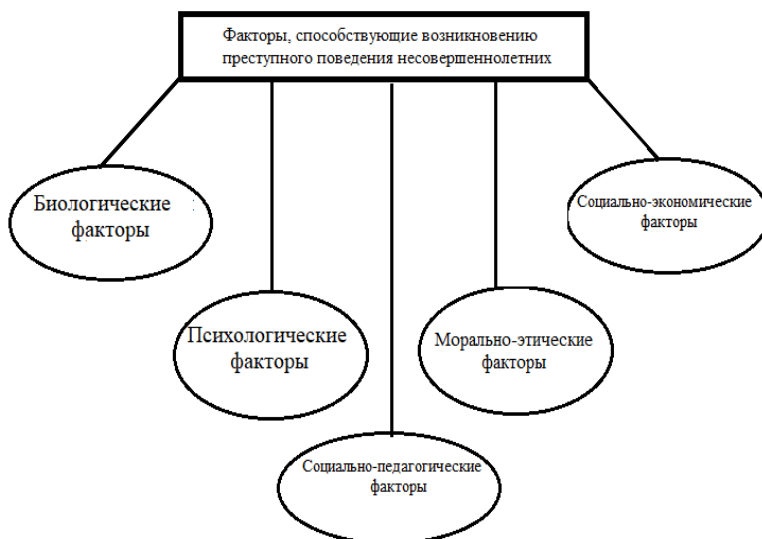 Факторы, способствующие возникновению
преступного поведения несовершеннолетних
Биологические
факторы
Социально-экономические
факторы
Психологические
факторы
Морально-этические
факторы
Социально-педагогические
факторы